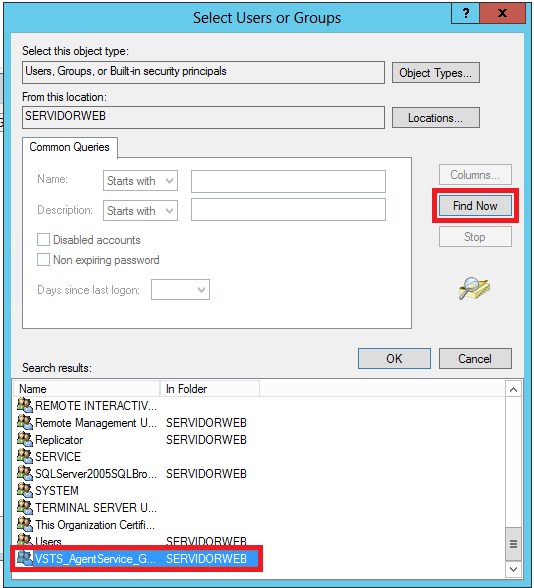 Select Users or Groups
?
X
Select this object type:
Users, Groups, or Built-in security principals
Object Types...
From this location:
SERVIDORWEB
Locations...
Common Queries
Name:
Starts with
Description:
Starts with
Disabled accounts
Non expiring password
Days since last logon:
Columns...
Find Now
Stop
OK
Cancel
Search results:
Name In Folder
REMOTE INTERACTIV...
Remote Management U... SERVIDORWEB
Replicator SERVIDORWEB
SERVICE
SQLServer2005SQLBro... SERVIDORWEB
SYSTEM
TERMINAL SERVER U...
This Organization Certifi...
Users SERVIDORWEB
VSTS_AgentService_G... SERVIDORWEB